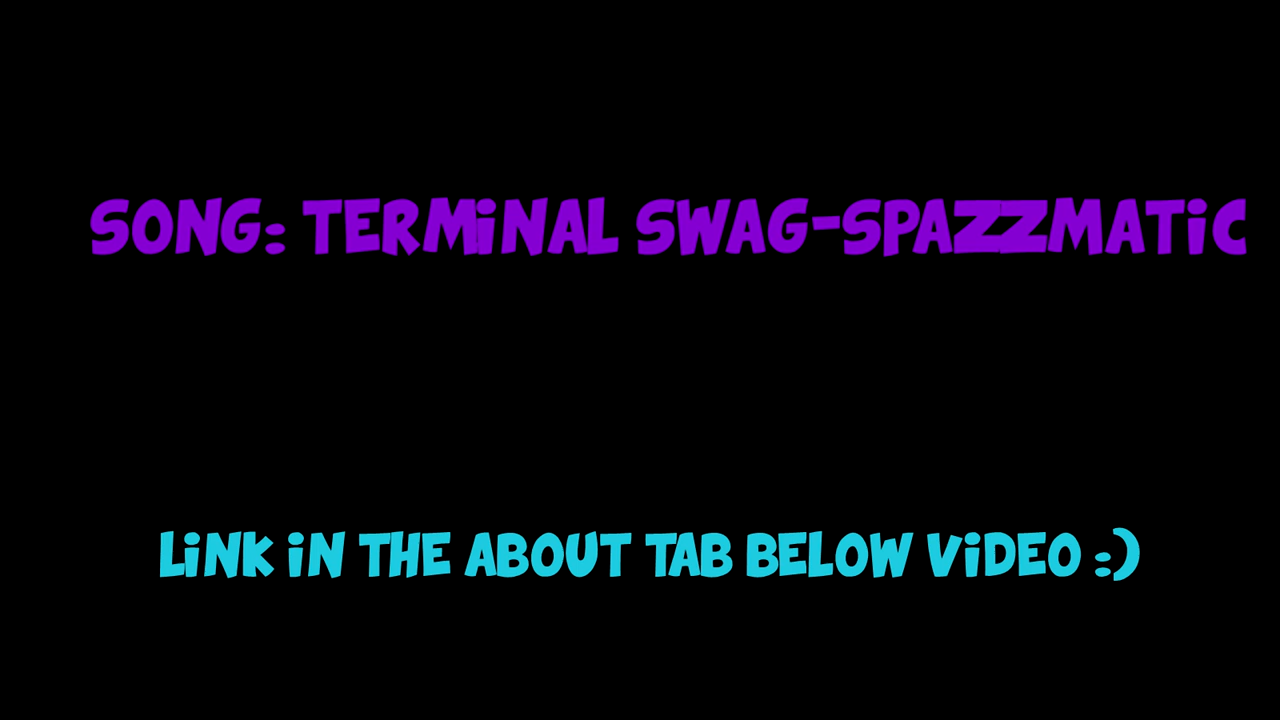 SONG: TERMiNAL SWAG-SPAZZMATiC
LiNK iN THE ABOUT TAB BELOW ViDEO :)